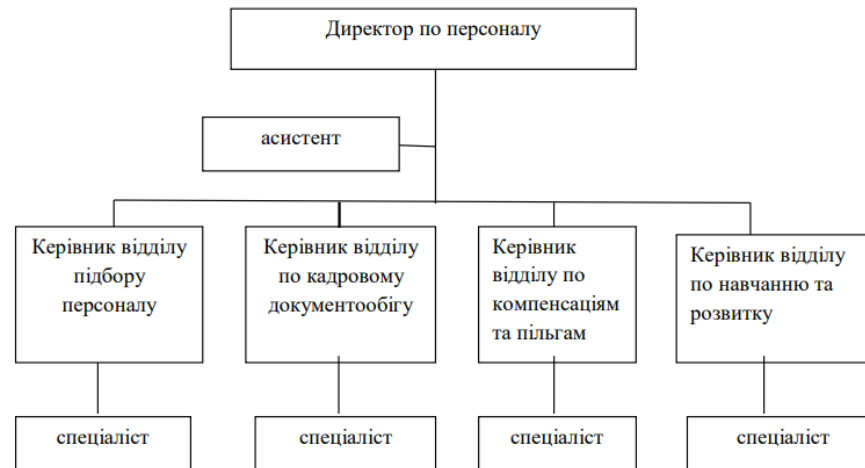 Директор по персоналу
асистент
Керівник відділу
підбору
персоналу
Керівник відділу
по кадровому
документообігу
Керівник
відділу по
компенсаціям
та пільгам
Керівник відділу
по навчанню та
розвитку
спеціаліст
спеціаліст
спеціаліст
спеціаліст